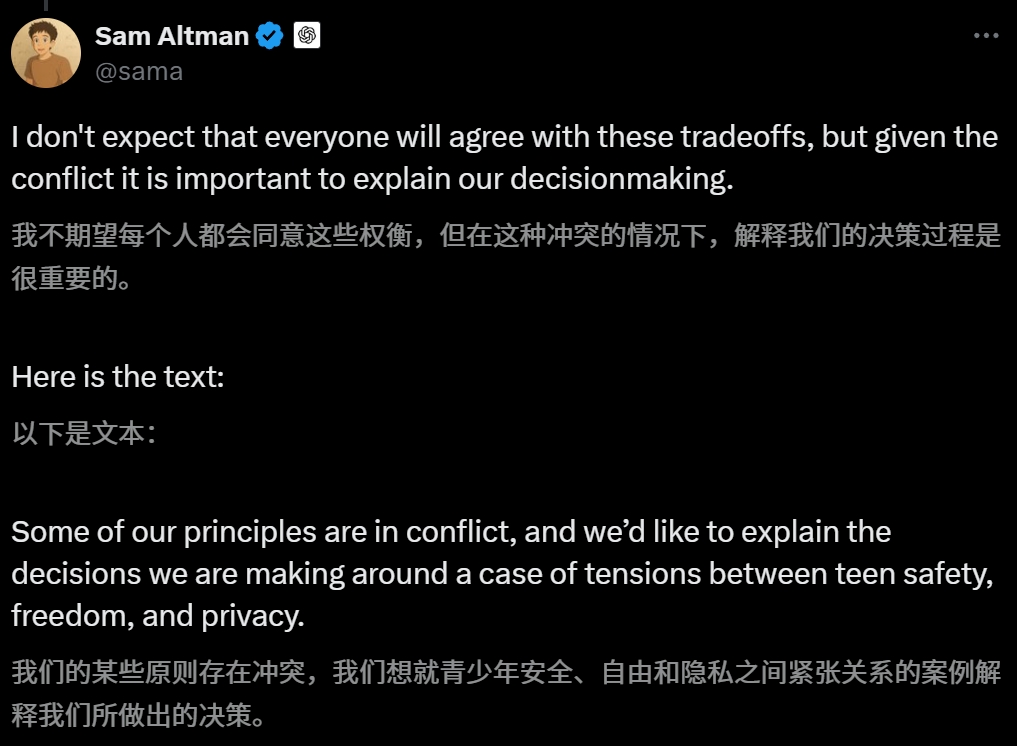 Sam Altman
@sama
I don't expect that everyone will agree with these tradeoffs, but given the
conflict it is important to explain our decisionmaking.
我不期望每个人都会同意这些权衡，但在这种冲突的情况下，解释我们的决策过程是
很重要的。
Here is the text:
以下是文本：
Some of our principles are in conflict, and we’d like to explain the
decisions we are making around a case of tensions between teen safety,
freedom, and privacy.
我们的某些原则存在冲突，我们想就青少年安全、自由和隐私之间紧张关系的案例解
释我们所做出的决策。